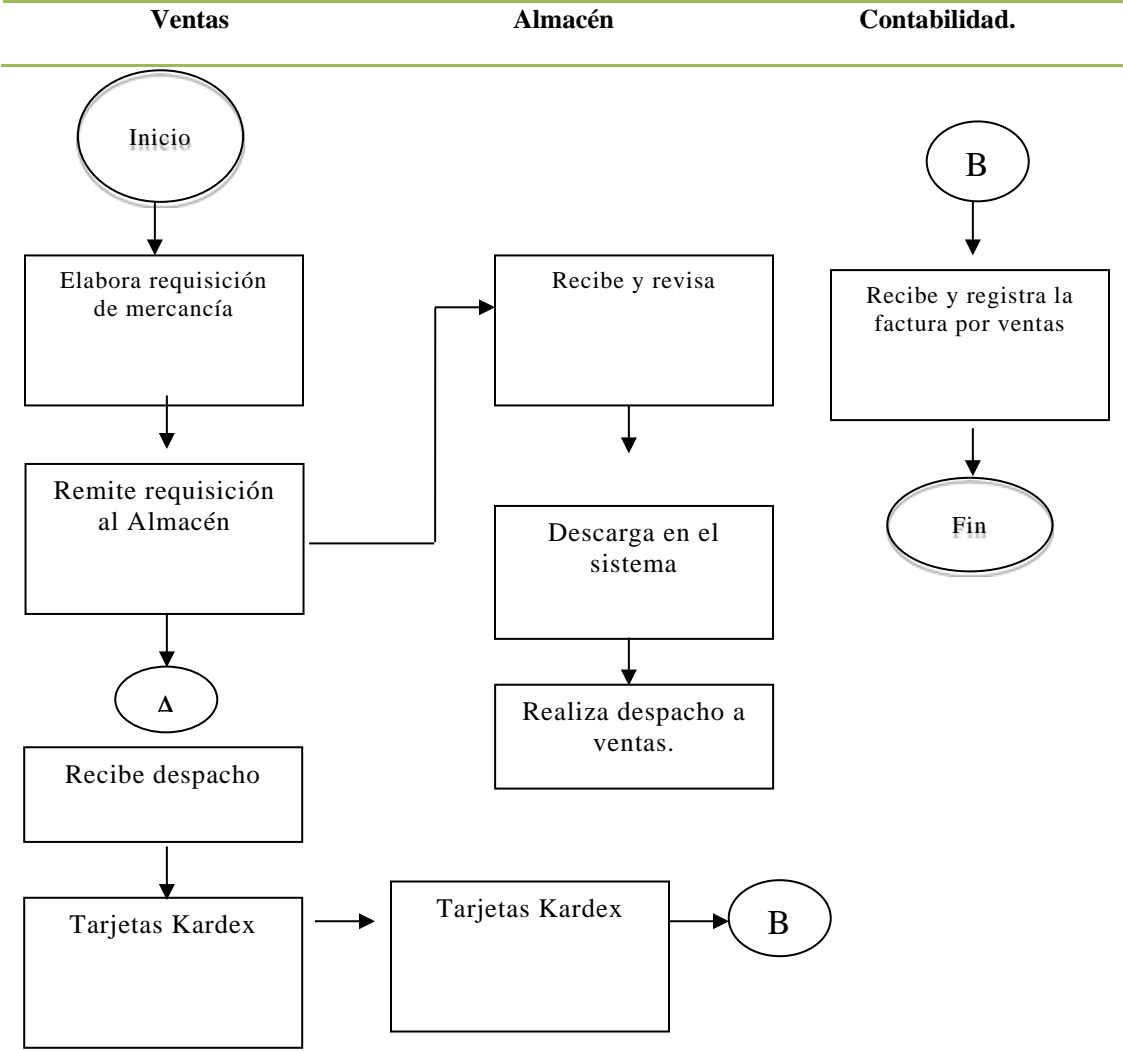 Ventas Almacén Contabilidad.
Inicio
Elabora requisición
de mercancía
Remite requisición
al Almacén
Δ
Recibe despacho
Tarjetas Kardex
Recibe y revisa
Descarga en el
sistema
Realiza despacho a
ventas.
Tarjetas Kardex
B
B
Recibe y registra la
factura por ventas
Fin